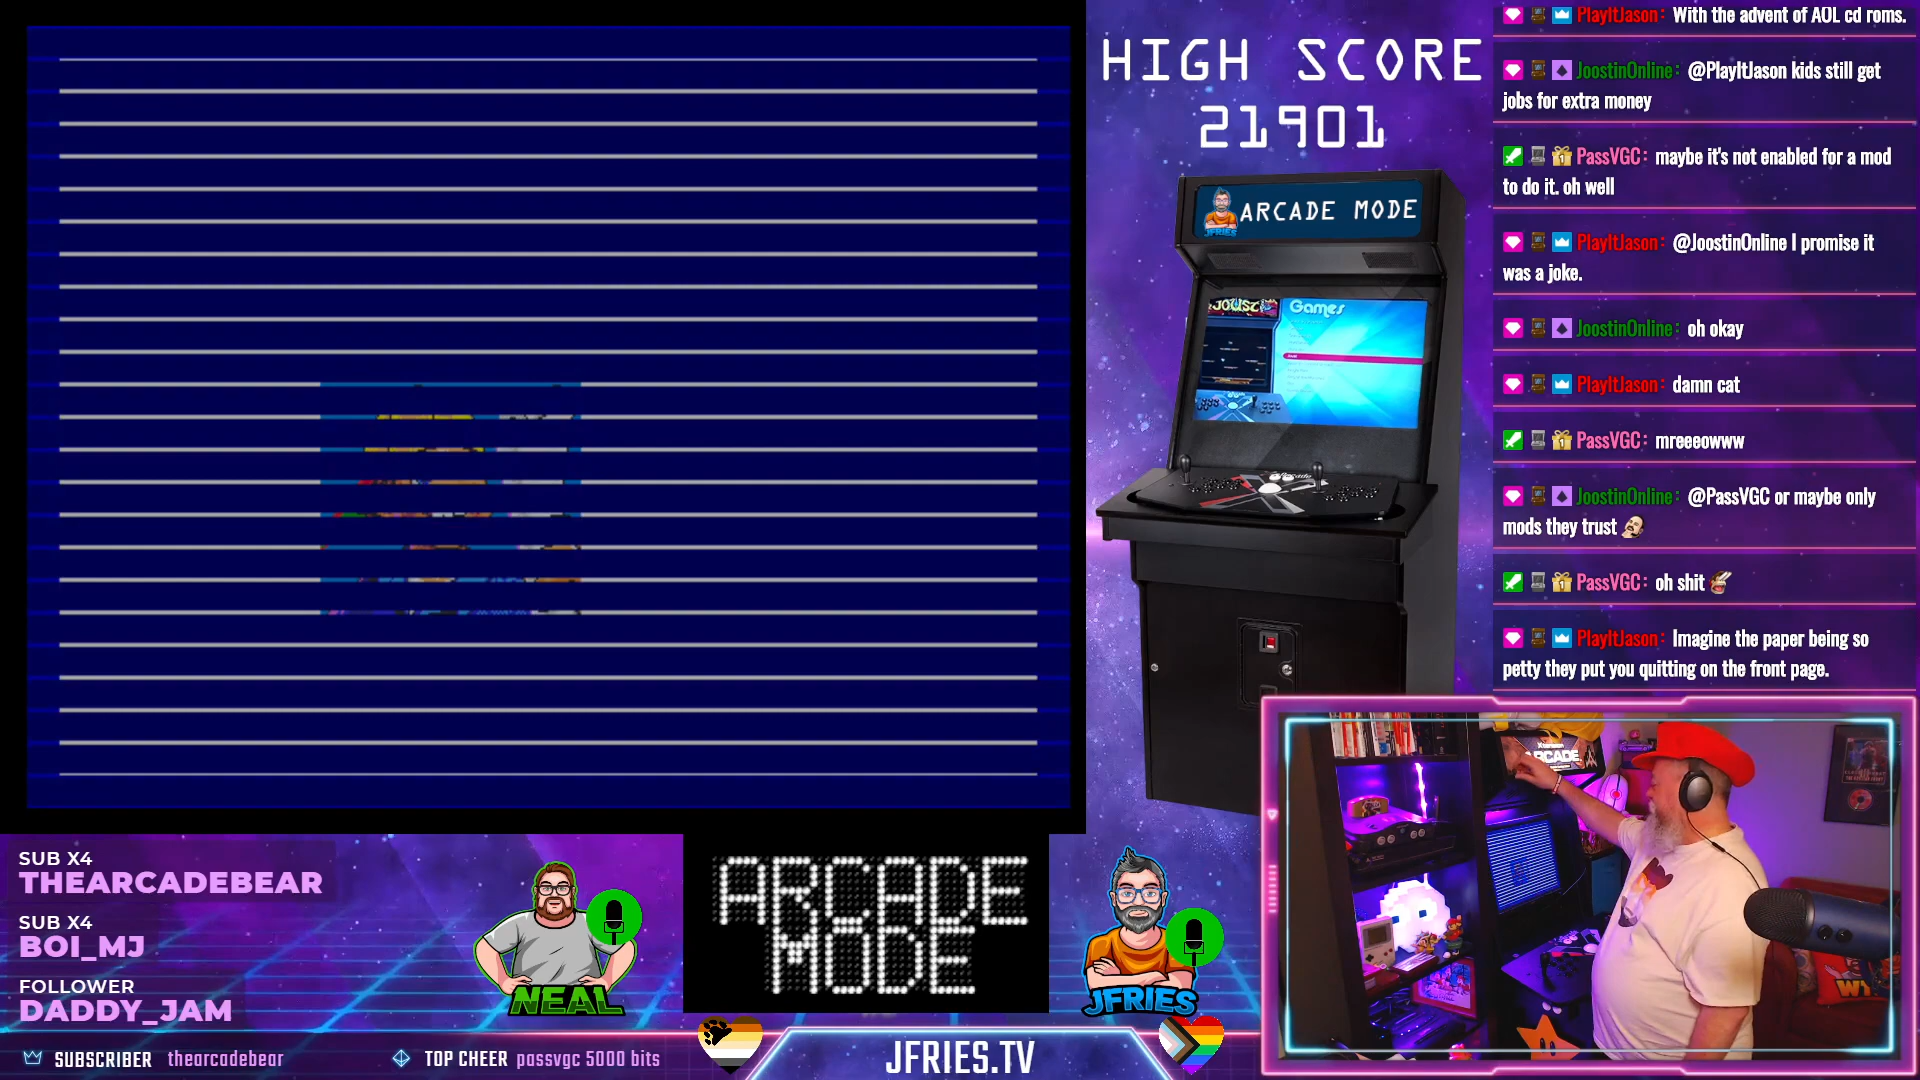 HIGH SCORE
21901
ARCADE MODE
JFRIES
JOUST
Games
PlayItJason: With the advent of AOL cd roms.
JoostinOnline: @PlayItJason kids still get
jobs for extra money
PassVGC: maybe it's not enabled for a mod
to do it. oh well
PlayItJason: @JoostinOnline I promise it
was a joke.
JoostinOnline: oh okay
PlayItJason: damn cat
PassVGC: mreeeowww
JoostinOnline: @PassVGC or maybe only
mods they trust
PassVGC: oh shit
PlayItJason: Imagine the paper being so
petty they put you quitting on the front page.
ARCADE
SUB X4
THEARCADEBEAR
SUB X4
BOI_MJ
FOLLOWER
DADDY_JAM
NEAL
ARCADE
MODE
JFRIES
SUBSCRIBER thearcadebear
TOP CHEER passvgc 5000 bits
JFRIES.TV